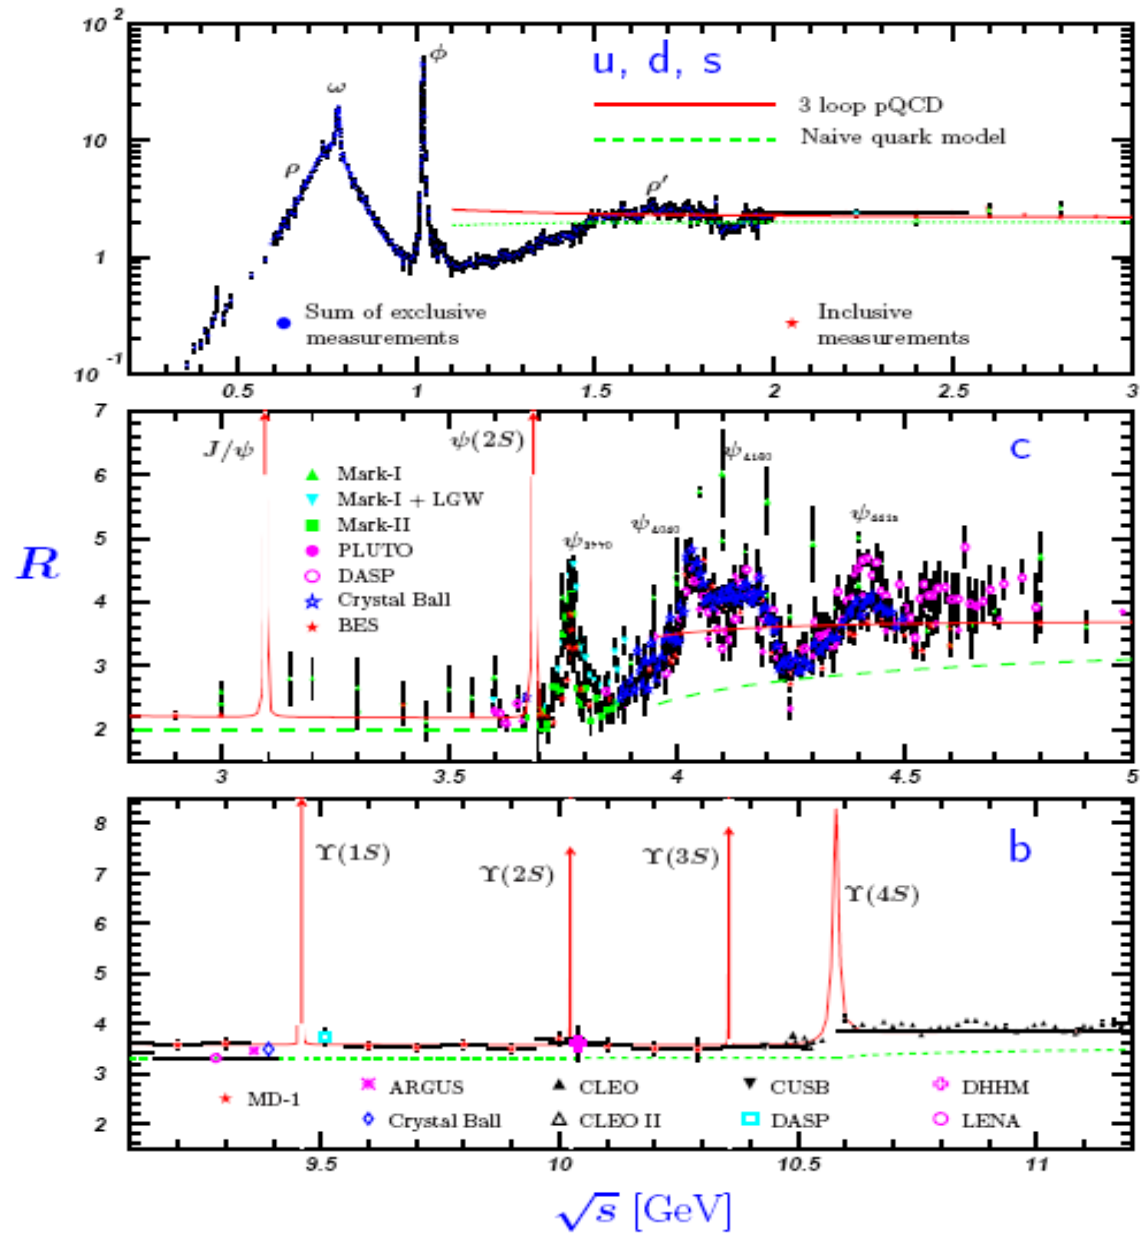 10 2
10
1
10 -1
ρ
ω
ϕ
u, d, s
3 loop pQCD
Naive quark model
ρ′
Sum of exclusive
measurements
Inclusive
measurements
0.5
1
1.5
2
2.5
3
R
7
6
5
4
3
2
J/ψ
ψ(2S)
c
Mark-I
Mark-I + LGW
Mark-II
PLUTO
DASP
Crystal Ball
BES
ψ3770
ψ4040
ψ4160
ψ4415
3
3.5
4
4.5
5
8
7
6
5
4
3
2
Υ(1S)
Υ(2S)
Υ(3S)
Υ(4S)
b
MD-1
ARGUS
CLEO
CUSB
DHHM
Crystal Ball
CLEO II
DASP
LENA
9.5
10
10.5
11
√s [GeV]